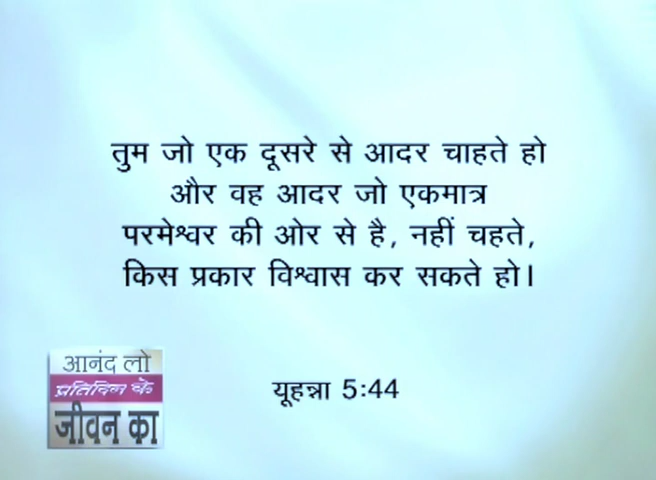 तुम जो एक दूसरे से आदर चाहते हो
और वह आदर जो एकमात्र
परमेश्वर की ओर से है, नहीं चहते,
किस प्रकार विश्वास कर सकते हो।
यूहन्ना 5:44
आनंद लो
प्रतिदिन के
जीवन का